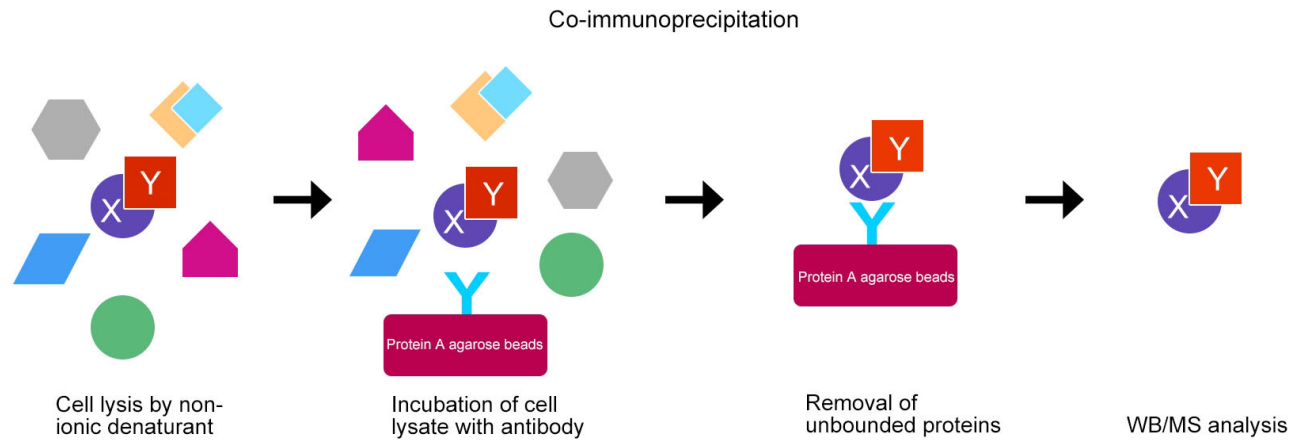 Co-immunoprecipitation
Y
X
Y
X
Protein A agarose beads
Y
X
Protein A agarose beads
Y
X
Cell lysis by non-
ionic denaturant
Incubation of cell
lysate with antibody
Removal of
unbounded proteins
WB/MS analysis